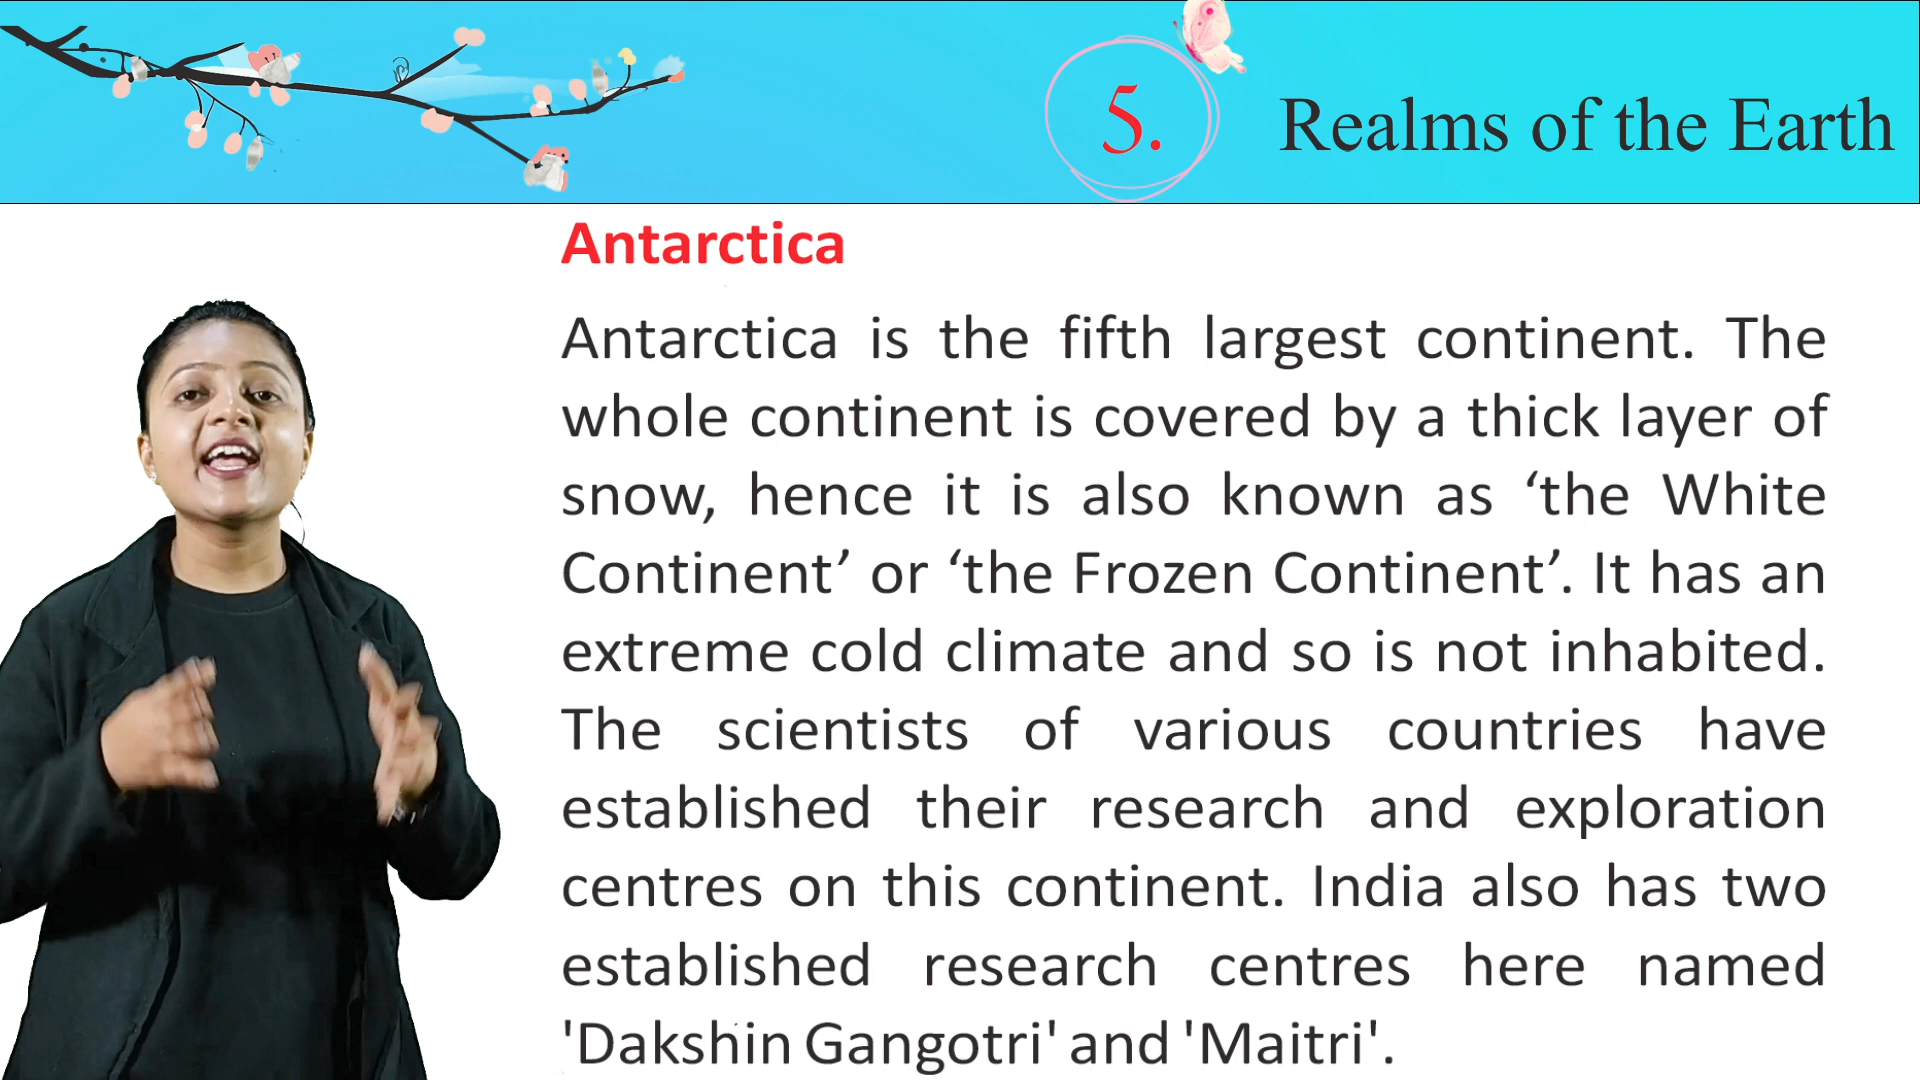 5.
Realms of the Earth
Antarctica
Antarctica is the fifth largest continent. The
whole continent is covered by a thick layer of
snow, hence it is also known as ‘the White
Continent’ or ‘the Frozen Continent’. It has an
extreme cold climate and so is not inhabited.
The scientists of various countries have
established their research and exploration
centres on this continent. India also has two
established research centres here named
'Dakshin Gangotri' and 'Maitri'.